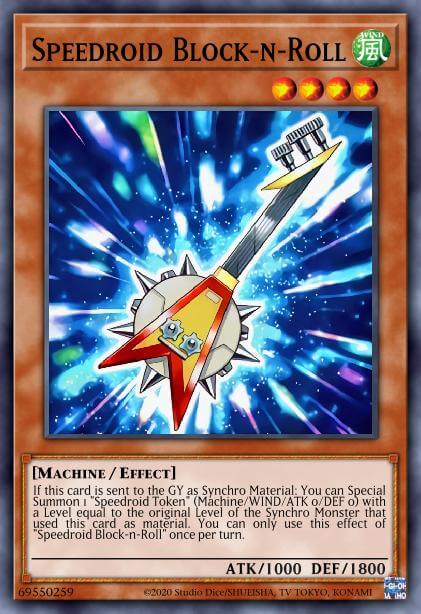 Speedroid Block-n-Roll
WIND
風
[Machine / Effect]
If this card is sent to the GY as Synchro Material: You can Special
Summon 1 "Speedroid Token" (Machine/WIND/ATK 0/DEF 0) with
a Level equal to the original Level of the Synchro Monster that
used this card as material. You can only use this effect of
"Speedroid Block-n-Roll" once per turn.
ATK/1000 DEF/1800
69550259
©2020 Studio Dice/SHUEISHA, TV TOKYO, KONAMI